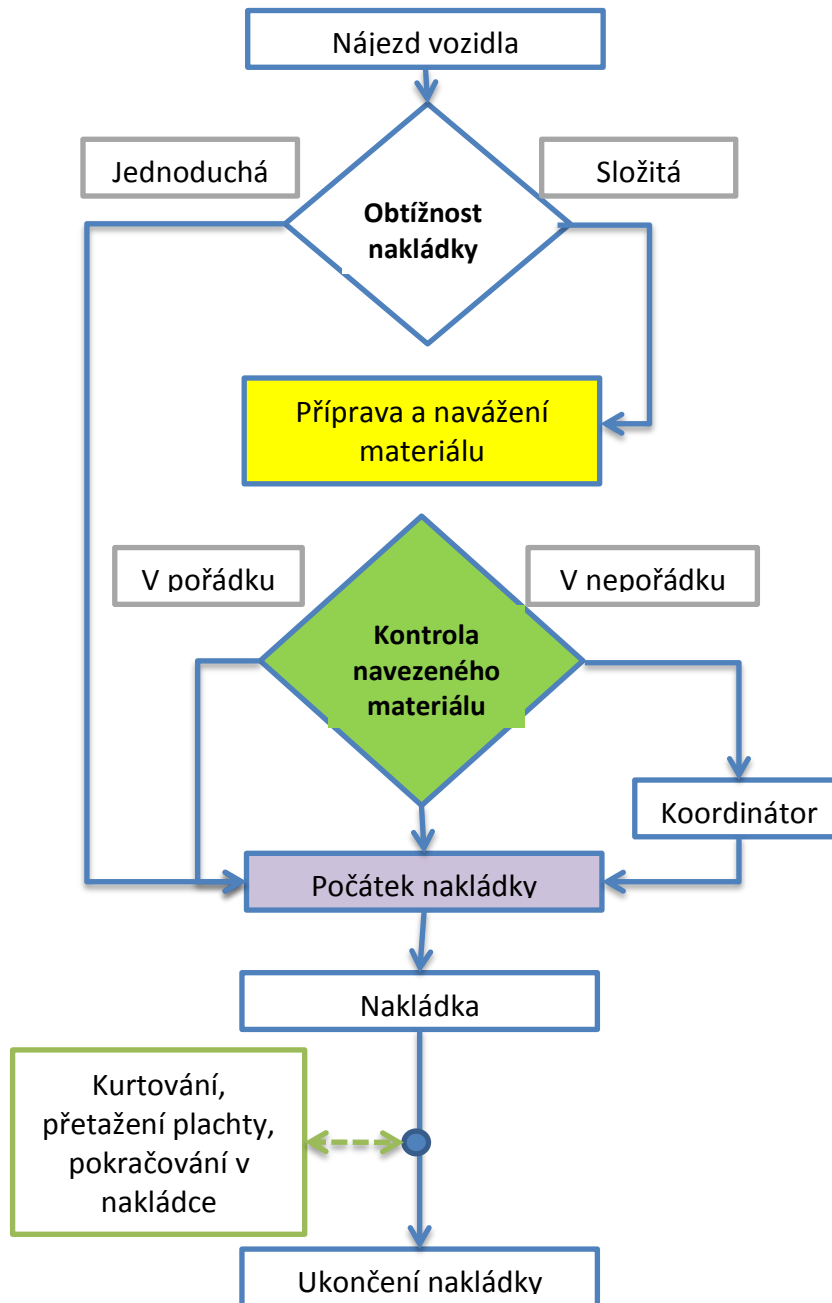 Nájezd vozidla
Jednoduchá
Složitá
Obtížnost
nakládky
Příprava a navážení
materiálu
V pořádku
V nepořádku
Kontrola
navezeného
materiálu
Koordinátor
Počátek nakládky
Nakládka
Kurtování,
přetažení plachty,
pokračování v
nakládce
Ukončení nakládky